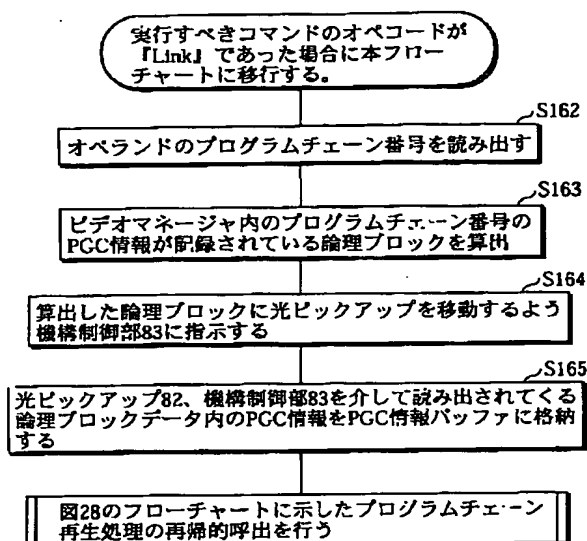 実行すべきコマンドのオペコードが
『Link』であった場合に本フロー
チャートに移行する。
S162
オペランドのプログラムチェーン番号を読み出す
S163
ビデオマネージャ内のプログラムチェーン番号の
PGC情報が記録されている論理ブロックを算出
S164
算出した論理ブロックに光ピックアップを移動するよう
機構制御部83に指示する
S165
光ピックアップ82、機構制御部83を介して読み出されてくる
論理ブロックデータ内のPGC情報をPGC情報バッファに格納
する
図28のフローチャートに示したプログラムチェーン
再生処理の再帰的呼出を行う